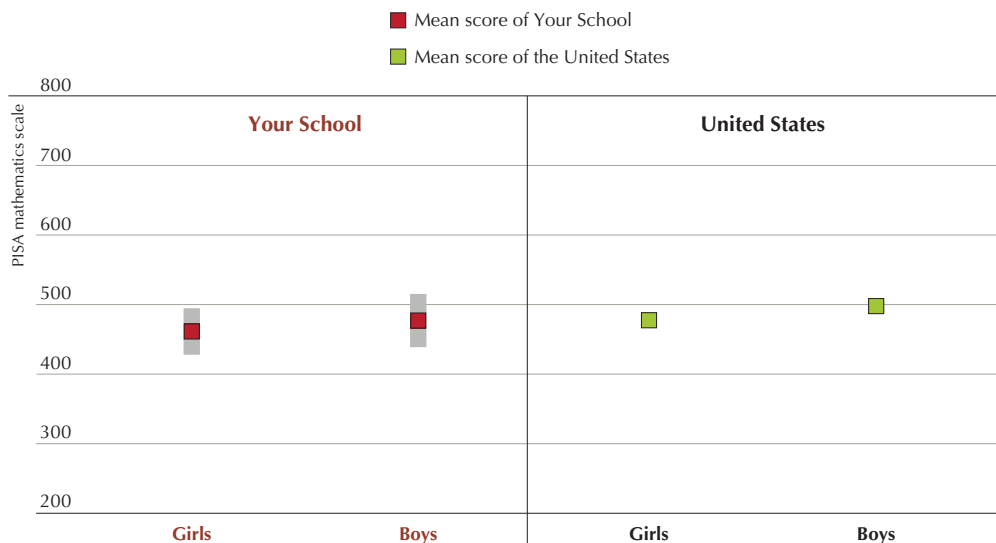 Mean score of Your School
Mean score of the United States
PISA mathematics scale
800
Your School
United States
700
600
500
400
300
200
Girls
Boys
Girls
Boys